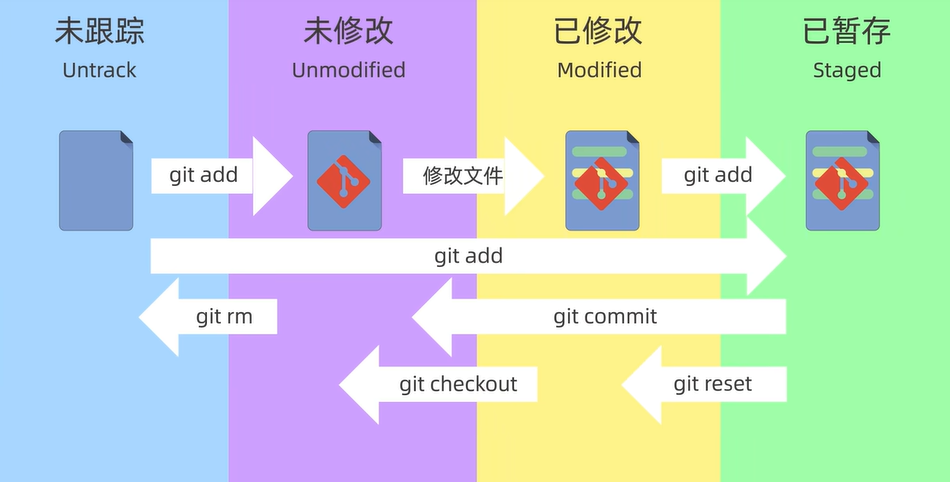 未跟踪
Untrack
未修改
Unmodified
已修改
Modified
已暂存
Staged
git add
修改文件
git add
git add
git rm
git commit
git checkout
git reset